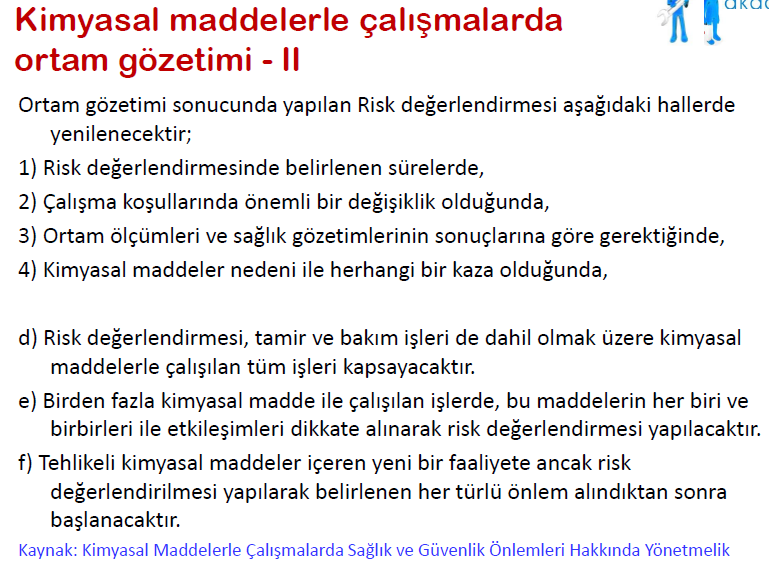 Kimyasal maddelerle çalışmalarda
ortam gözetimi - II
Ortam gözetimi sonucunda yapılan Risk değerlendirmesi aşağıdaki hallerde
yenilenecektir;
1) Risk değerlendirmesinde belirlenen sürelerde,
2) Çalışma koşullarında önemli bir değişiklik olduğunda,
3) Ortam ölçümleri ve sağlık gözetimlerinin sonuçlarına göre gerektiğinde,
4) Kimyasal maddeler nedeni ile herhangi bir kaza olduğunda,
d) Risk değerlendirmesi, tamir ve bakım işleri de dahil olmak üzere kimyasal
maddelerle çalışılan tüm işleri kapsayacaktır.
e) Birden fazla kimyasal madde ile çalışılan işlerde, bu maddelerin her biri ve
birbirleri ile etkileşimleri dikkate alınarak risk değerlendirmesi yapılacaktır.
f) Tehlikeli kimyasal maddeler içeren yeni bir faaliyete ancak risk
değerlendirilmesi yapılarak belirlenen her türlü önlem alındıktan sonra
başlanacaktır.
Kaynak: Kimyasal Maddelerle Çalışmalarda Sağlık ve Güvenlik Önlemleri Hakkında Yönetmelik